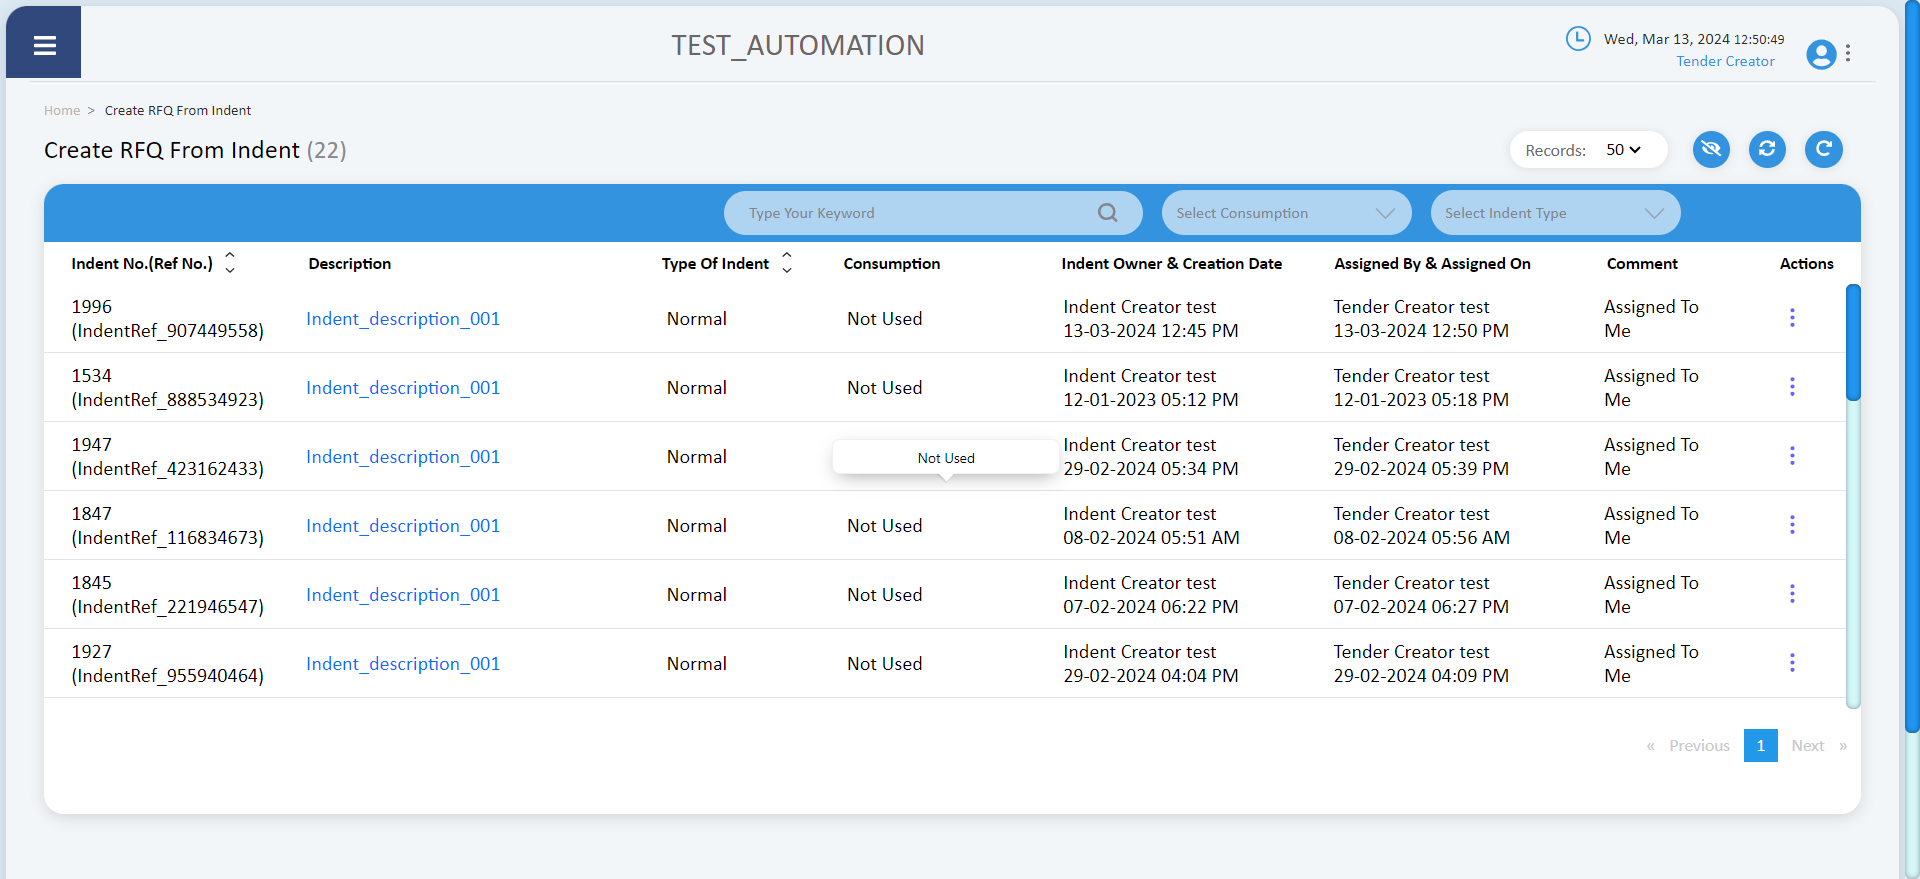 TEST_AUTOMATION
Wed, Mar 13, 2024 12:50:49
Tender Creator
Home > Create RFQ From Indent
Create RFQ From Indent (22)
Records: 50
Type Your Keyword Select Consumption Select Indent Type
Indent No.(Ref No.) Description Type Of Indent Consumption Indent Owner & Creation Date Assigned By & Assigned On Comment Actions
1996 Indent Creator test Tender Creator test Assigned To
Indent_description_001 Normal Not Used
(IndentRef_907449558) 13-03-2024 12:45 PM 13-03-2024 12:50 PM Me
1534 Indent Creator test Tender Creator test Assigned To
Indent_description_001 Normal Not Used
(IndentRef_888534923) 12-01-2023 05:12 PM 12-01-2023 05:18 PM Me
1947 Indent Creator test Tender Creator test Assigned To
Indent_description_001 Normal Not Used
(IndentRef_423162433) 29-02-2024 05:34 PM 29-02-2024 05:39 PM Me
1847 Indent Creator test Tender Creator test Assigned To
Indent_description_001 Normal Not Used
(IndentRef_116834673) 08-02-2024 05:51 AM 08-02-2024 05:56 AM Me
1845 Indent Creator test Tender Creator test Assigned To
Indent_description_001 Normal Not Used
(IndentRef_221946547) 07-02-2024 06:22 PM 07-02-2024 06:27 PM Me
1927 Indent Creator test Tender Creator test Assigned To
Indent_description_001 Normal Not Used
(IndentRef_955940464) 29-02-2024 04:04 PM 29-02-2024 04:09 PM Me
« Previous 1 Next »